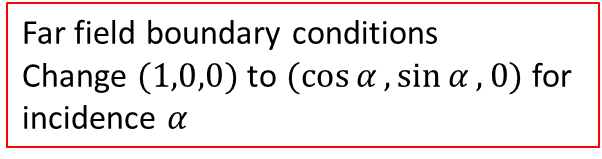 Far field boundary conditions
Change (1,0,0) to (cos α , sin α , 0) for
incidence α